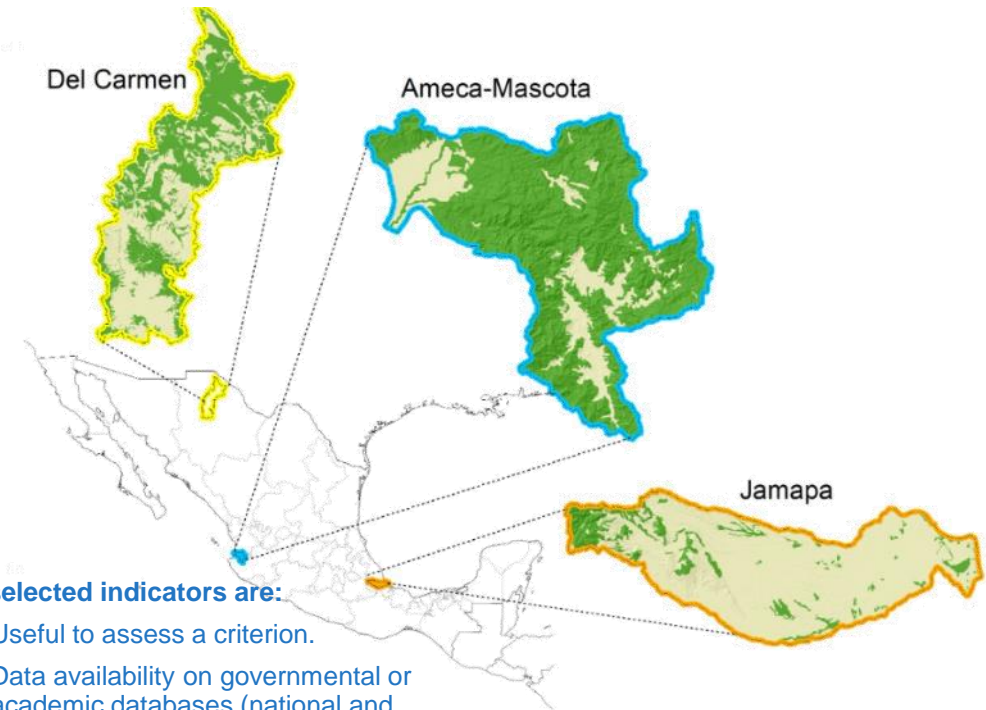 Del Carmen
Ameca-Mascota
Jamapa
selected indicators are:
Useful to assess a criterion.
Data availability on governmental or
academic databases (national and